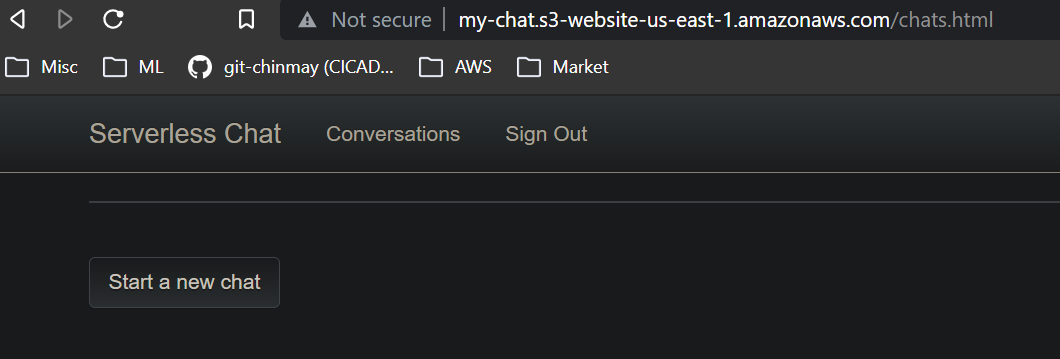 Not secure my-chat.s3-website-us-east-1.amazonaws.com/chats.html
Misc ML git-chinmay (CICAD... AWS Market
Serverless Chat Conversations Sign Out
Start a new chat